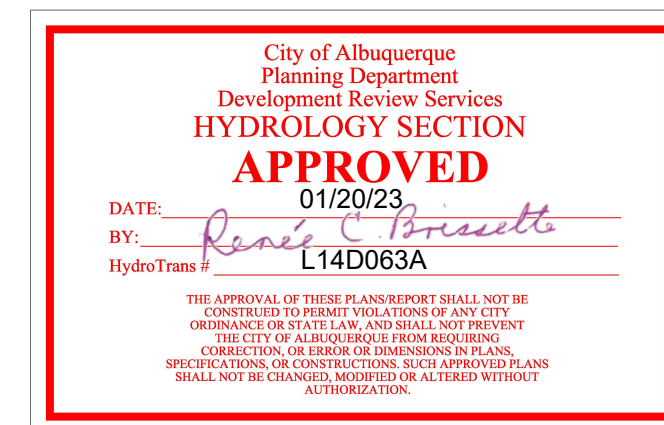 City of Albuquerque
Planning Department
Development Review Services
HYDROLOGY SECTION
APPROVED
DATE: 01/20/23
BY: Renée C. Brissette
HydroTrans # L14D063A
THE APPROVAL OF THESE PLANS/REPORT SHALL NOT BE
CONSTRUED TO PERMIT VIOLATIONS OF ANY CITY
ORDINANCE OR STATE LAW, AND SHALL NOT PREVENT
THE CITY OF ALBUQUERQUE FROM REQUIRING
CORRECTION, OR ERROR OR DIMENSIONS IN PLANS,
SPECIFICATIONS, OR CONSTRUCTIONS. SUCH APPROVED PLANS
SHALL NOT BE CHANGED, MODIFIED OR ALTERED WITHOUT
AUTHORIZATION.